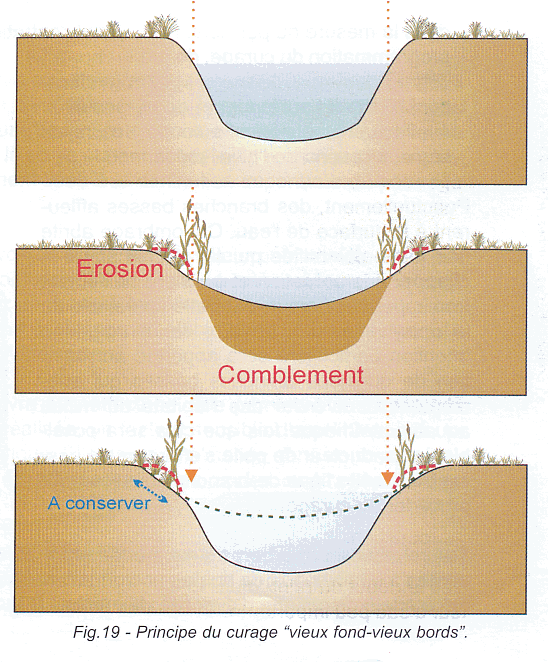 Erosion
Comblement
A conserver
Fig.19 - Principe du curage “vieux fond-vieux bords”.